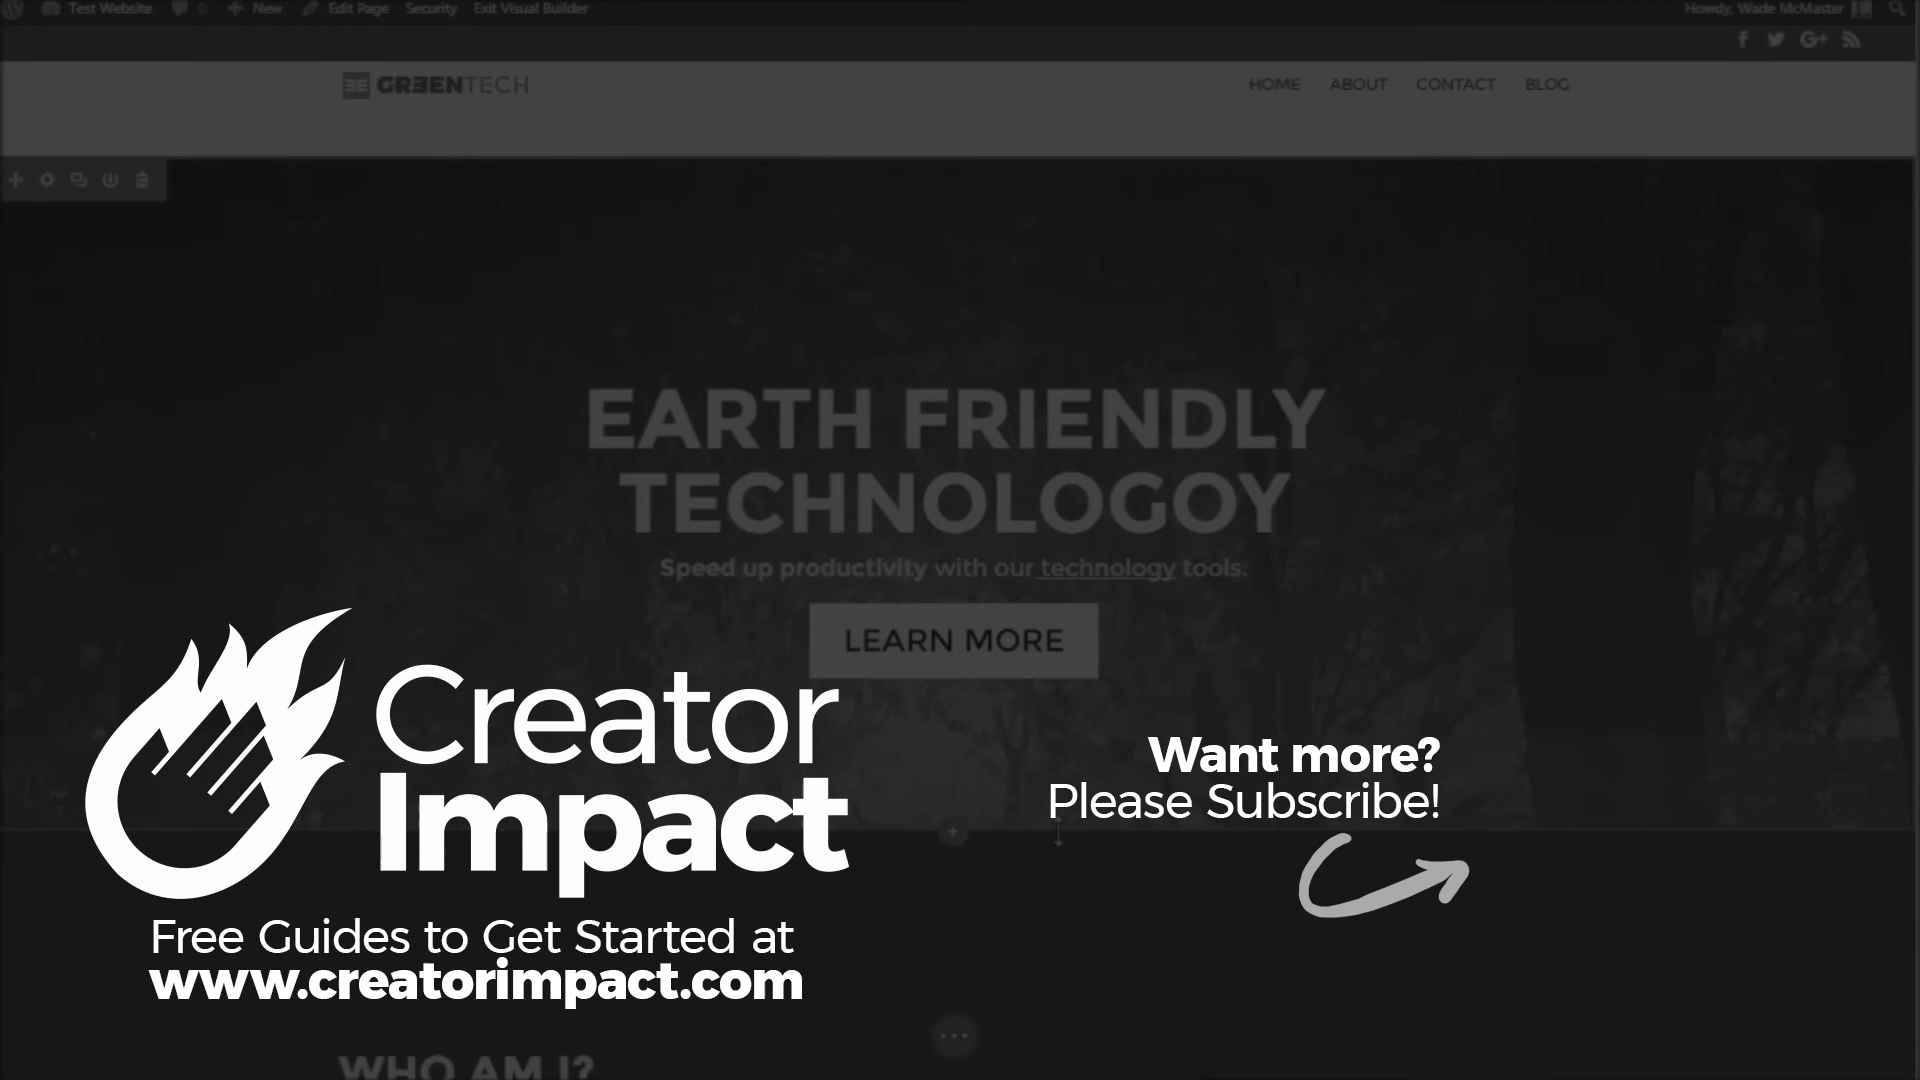 Test Website 0 New Edit Page Security Exit Visual Builder Howdy, Wade McMaster
f G+
GREENTECH HOME ABOUT CONTACT BLOG
EARTH FRIENDLY
TECHNOLOGOY
Speed up productivity with our technology tools.
LEARN MORE
Creator
Impact
Want more?
Please Subscribe!
Free Guides to Get Started at
www.creatorimpact.com
WHO AM I?